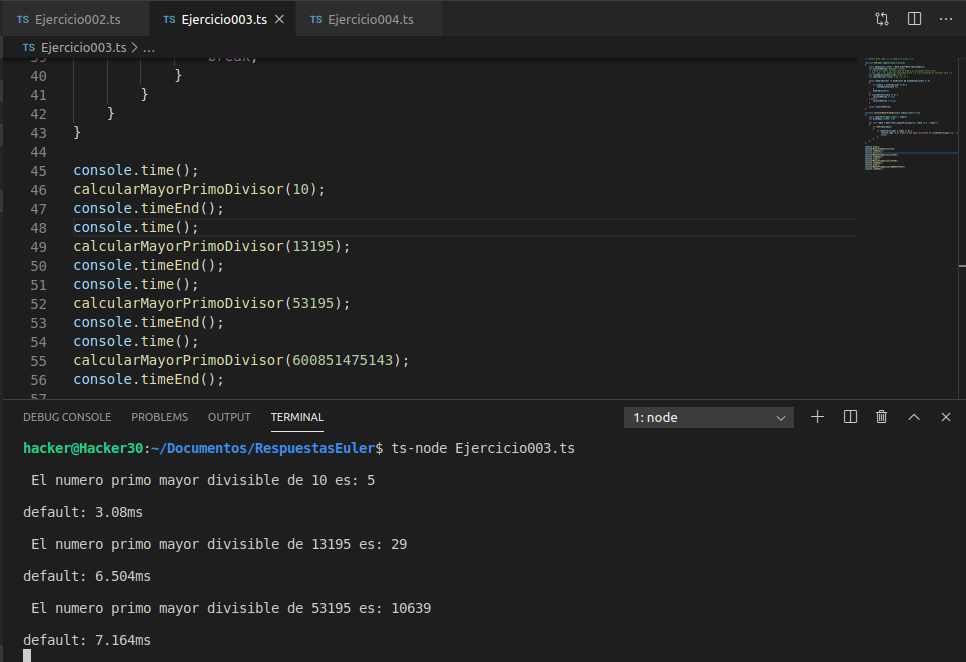 TS Ejercicio002.ts
TS Ejercicio003.ts
TS Ejercicio004.ts
TS Ejercicio003.ts > ...
39 break;
40 }
41 }
42 }
43 }
44
45 console.time();
46 calcularMayorPrimoDivisor(10);
47 console.timeEnd();
48 console.time();
49 calcularMayorPrimoDivisor(13195);
50 console.timeEnd();
51 console.time();
52 calcularMayorPrimoDivisor(53195);
53 console.timeEnd();
54 console.time();
55 calcularMayorPrimoDivisor(600851475143);
56 console.timeEnd();
57
DEBUG CONSOLE PROBLEMS OUTPUT TERMINAL 1: node
hacker@Hacker30:~/Documentos/RespuestasEuler$ ts-node Ejercicio003.ts
El numero primo mayor divisible de 10 es: 5
default: 3.08ms
El numero primo mayor divisible de 13195 es: 29
default: 6.504ms
El numero primo mayor divisible de 53195 es: 10639
default: 7.164ms